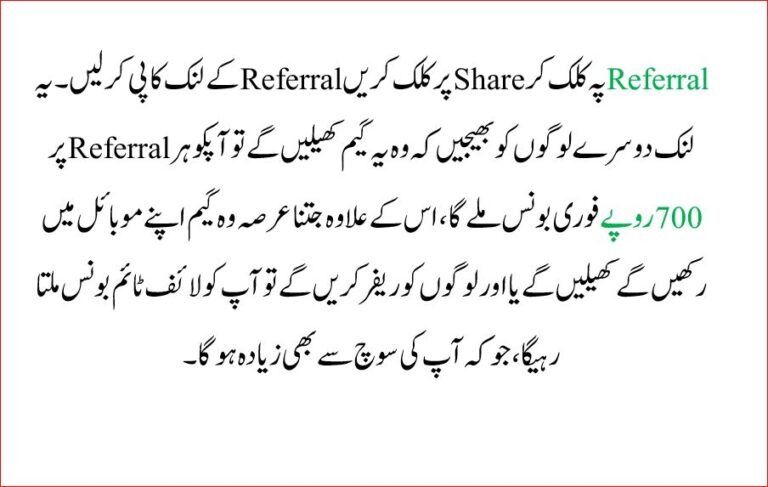 Referral پہ کلک کر Share پر کلک کریں Referral کے لنک کاپی کر لیں۔ یہ
لنک دوسرے لوگوں کو بھیجیں کہ وہ یہ گیم کھیلیں گے تو آپکو ہر Referral پر
700 روپے فوری بونس ملے گا، اس کے علاوہ جتنا عرصہ وہ گیم اپنے موبائل میں
رکھیں گے کھیلیں گے یا اور لوگوں کو ریفر کریں گے تو آپ کو لائف ٹائم بونس ملتا
رہیگا، جو کہ آپ کی سوچ سے بھی زیادہ ہو گا۔